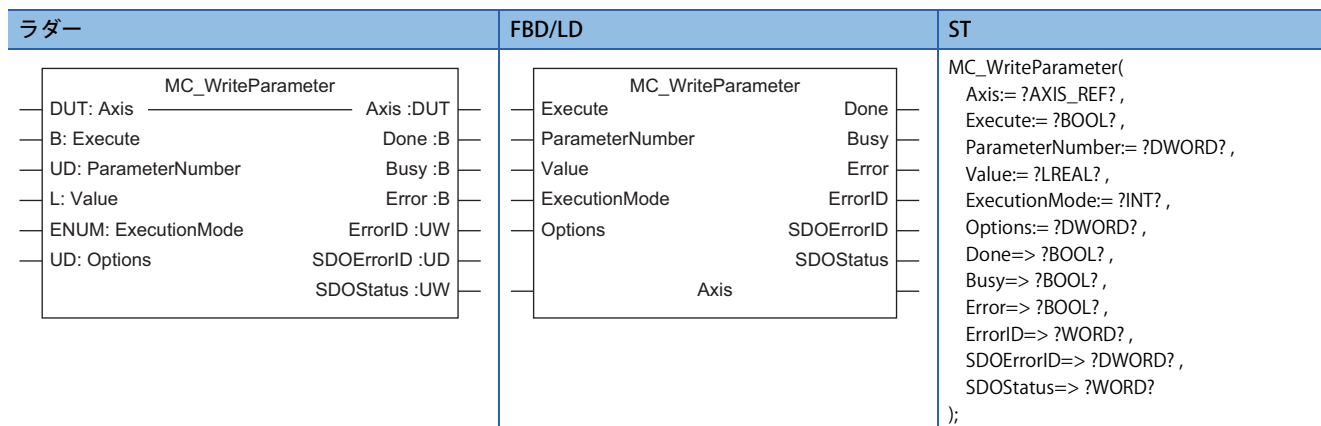 ラダー
FBD/LD
ST
MC_WriteParameter
DUT: Axis
Axis :DUT
B: Execute
Done :B
UD: ParameterNumber
Busy :B
L: Value
Error :B
ENUM: ExecutionMode
ErrorID :UW
UD: Options
SDOErrorID :UD
SDOStatus :UW
MC_WriteParameter
Execute
Done
ParameterNumber
Busy
Value
Error
ExecutionMode
ErrorID
Options
SDOErrorID
SDOStatus
Axis
MC_WriteParameter(
Axis:= ?AXIS_REF? ,
Execute:= ?BOOL? ,
ParameterNumber:= ?DWORD? ,
Value:= ?LREAL? ,
ExecutionMode:= ?INT? ,
Options:= ?DWORD? ,
Done=> ?BOOL? ,
Busy=> ?BOOL? ,
Error=> ?BOOL? ,
ErrorID=> ?WORD? ,
SDOErrorID=> ?DWORD? ,
SDOStatus=> ?WORD?
);